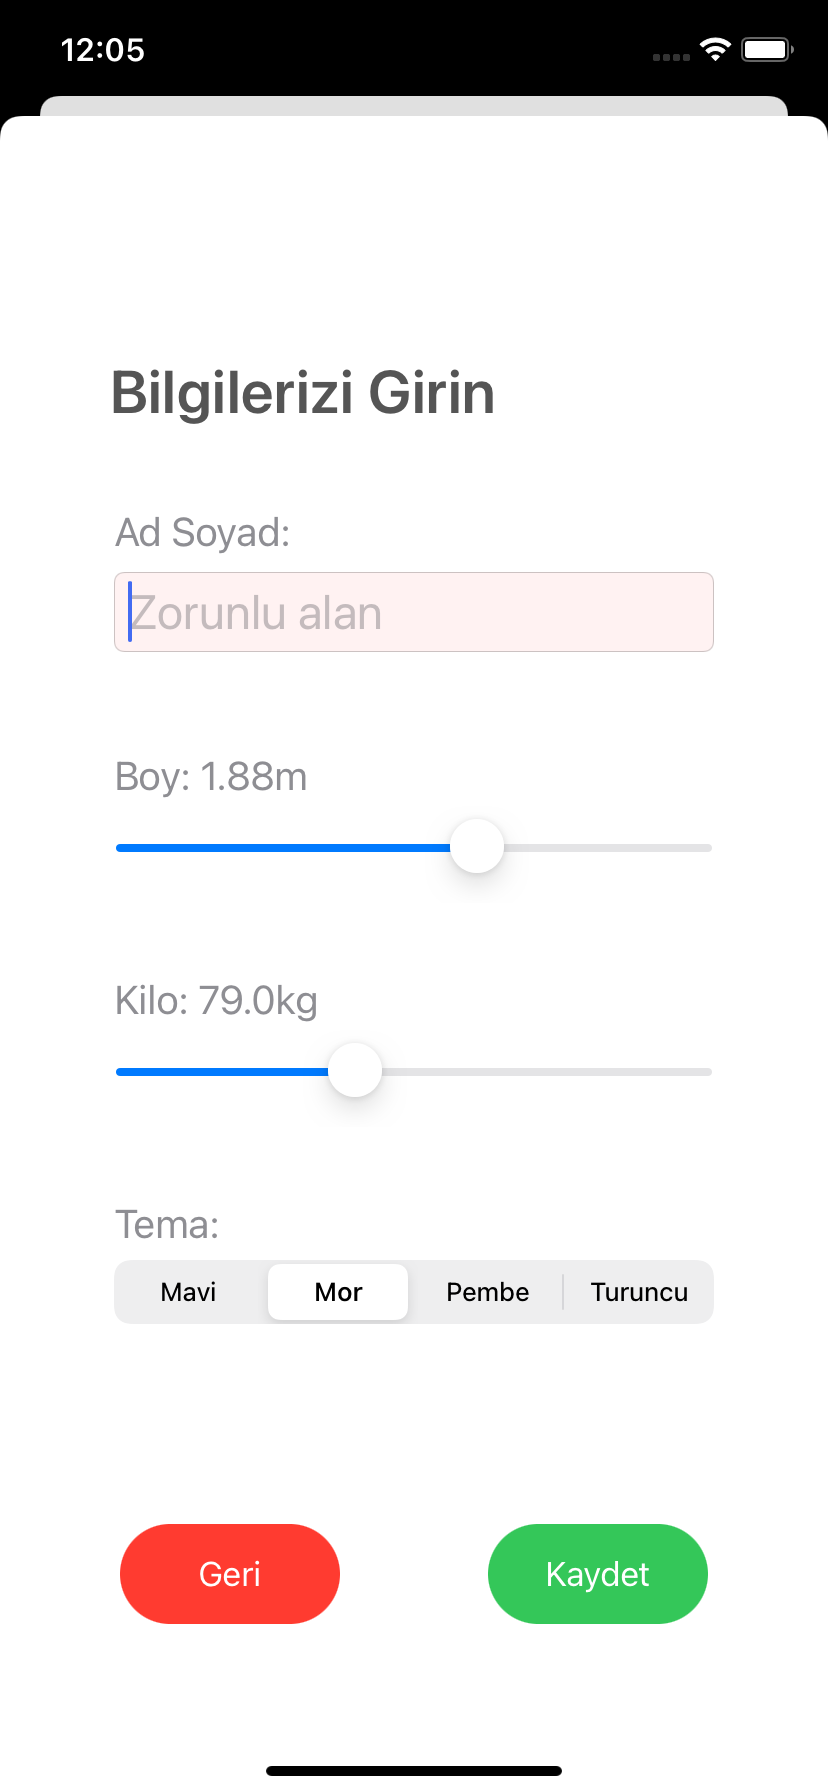 12:05
Bilgilerizi Girin
Ad Soyad:
Zorunlu alan
Boy: 1.88m
Kilo: 79.0kg
Tema:
Mavi Mor Pembe Turuncu
Geri Kaydet